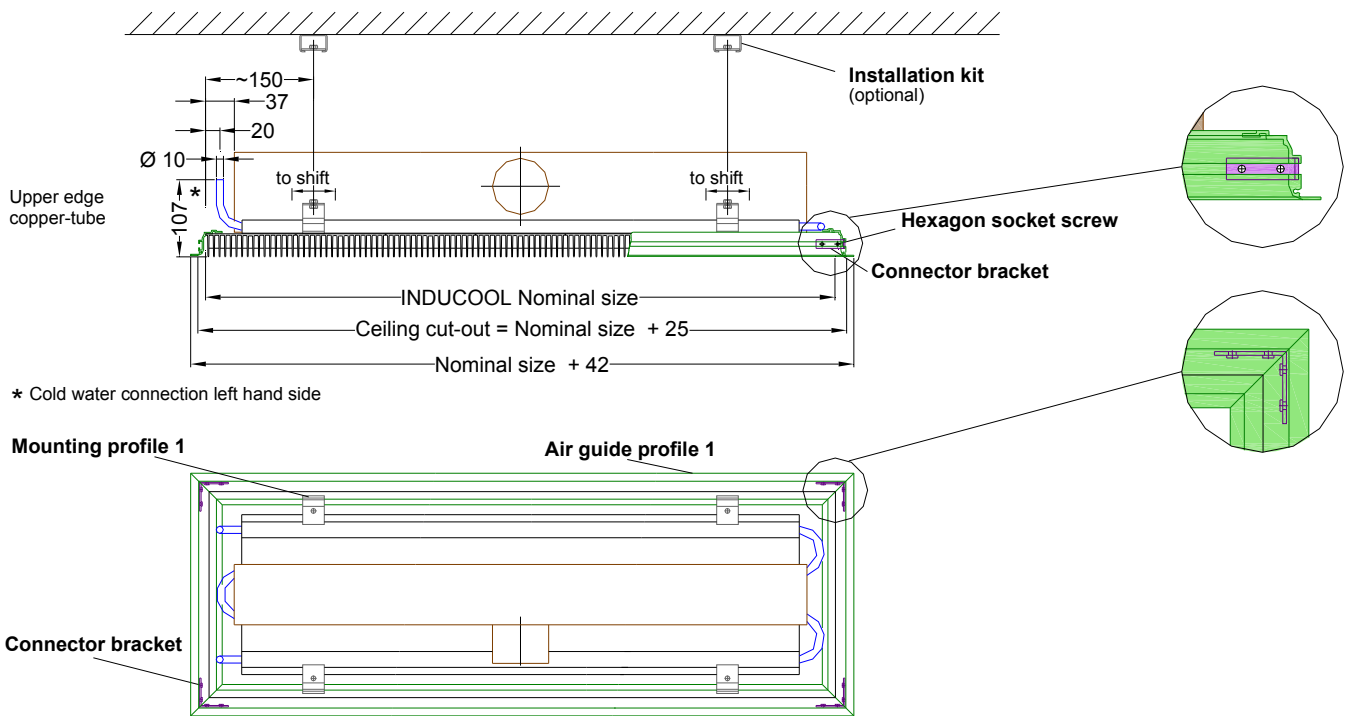 ~150
37
20
Ø 10
Upper edge
copper-tube
107
*
to shift
to shift
Installation kit
(optional)
Hexagon socket screw
Connector bracket
INDUCOOL Nominal size
Ceiling cut-out = Nominal size + 25
Nominal size + 42
* Cold water connection left hand side
Mounting profile 1
Air guide profile 1
Connector bracket